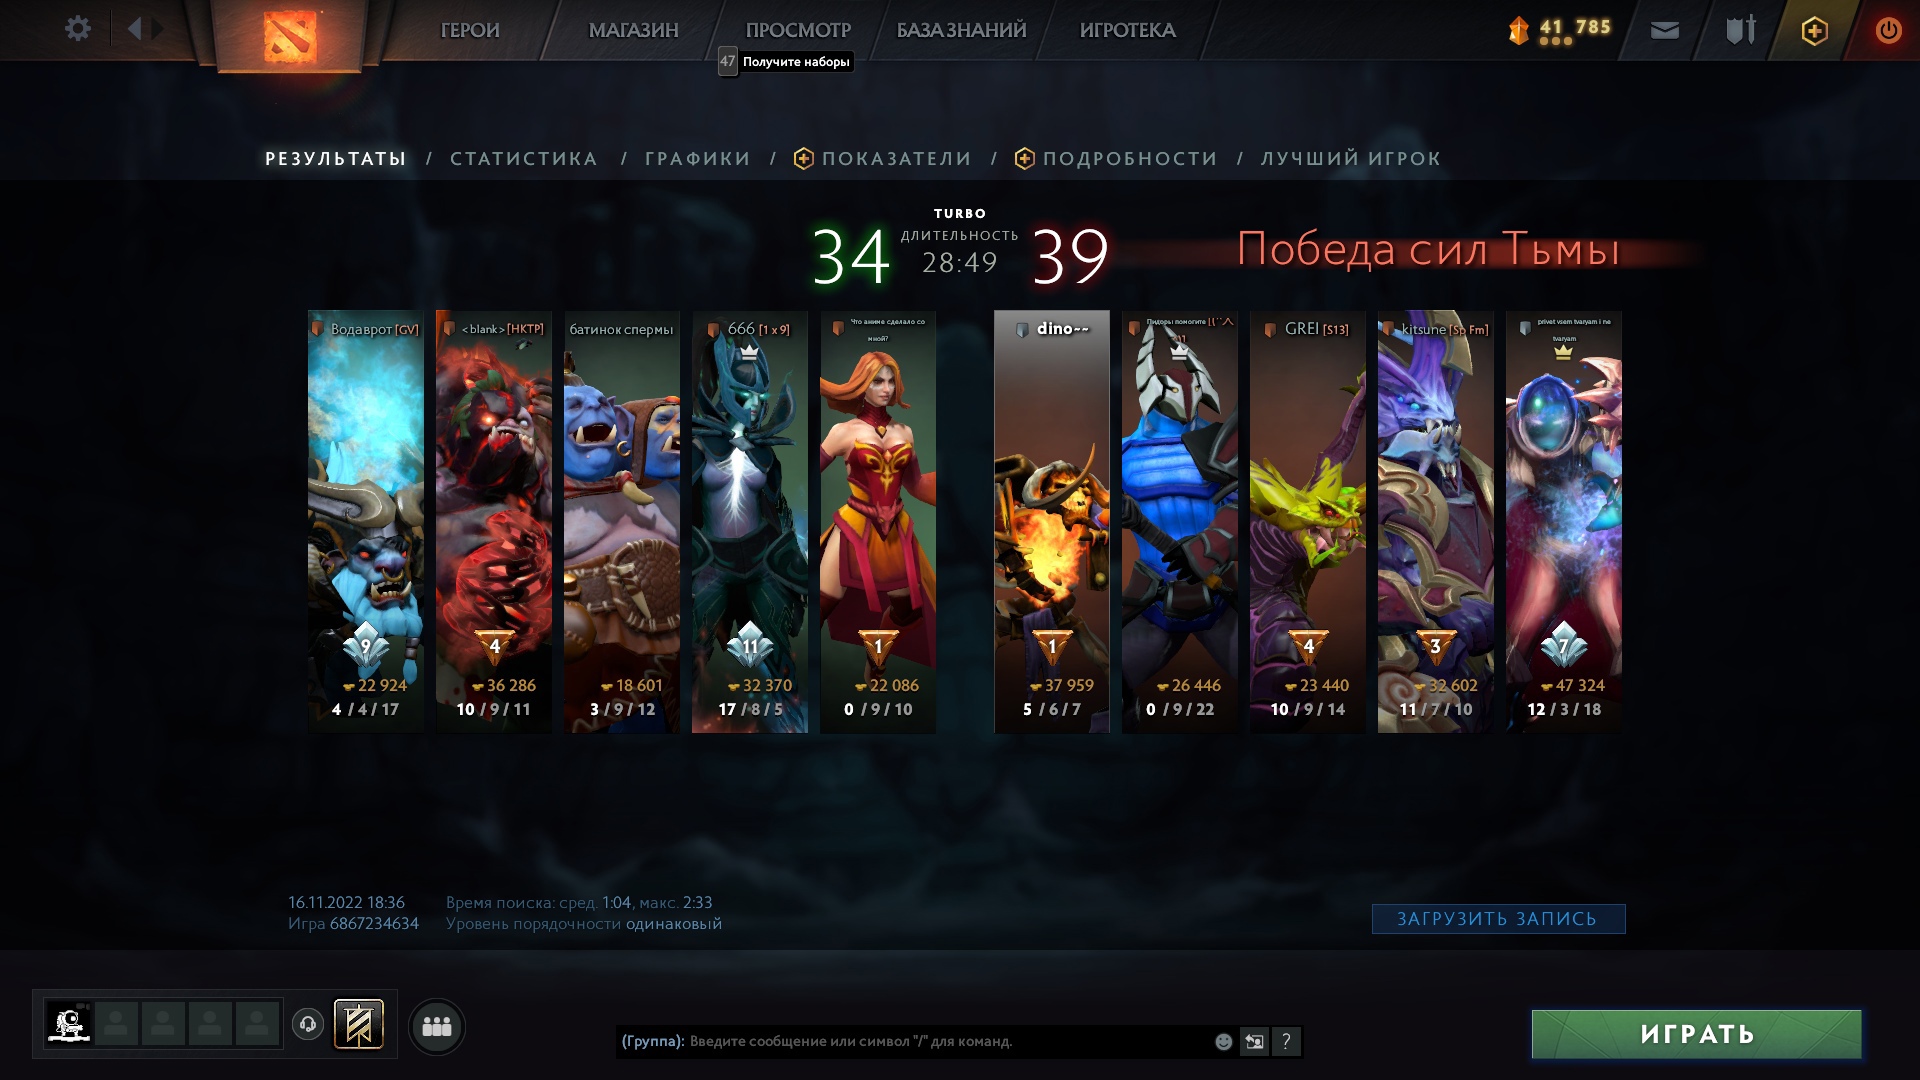 ГЕРОИ МАГАЗИН ПРОСМОТР БАЗА ЗНАНИЙ ИГРОТЕКА
41 785
47 Получите наборы
РЕЗУЛЬТАТЫ / СТАТИСТИКА / ГРАФИКИ / ПОКАЗАТЕЛИ / ПОДРОБНОСТИ / ЛУЧШИЙ ИГРОК
TURBO
34 ДЛИТЕЛЬНОСТЬ 39
28:49
Победа сил Тьмы
Водаврот [GV]
<blank> [HKTP]
батинок спермы
666 [1 x 9]
Что аниме сделало со
мной?
dino~~
Пидоры помогите
GREI [S13]
kitsune [Sp Fm]
privet vsem tvaryam i ne
tvaryam
9 4 11 1 1 4 3 7
22 924 36 286 18 601 32 370 22 086 37 959 26 446 23 440 32 602 47 324
4 / 4 / 17 10 / 9 / 11 3 / 9 / 12 17 / 8 / 5 0 / 9 / 10 5 / 6 / 7 0 / 9 / 22 10 / 9 / 14 11 / 7 / 10 12 / 3 / 18
16.11.2022 18:36 Время поиска: сред. 1:04, макс. 2:33
Игра 6867234634 Уровень порядочности одинаковый
ЗАГРУЗИТЬ ЗАПИСЬ
(Группа): Введите сообщение или символ "/" для команд.
?
ИГРАТЬ